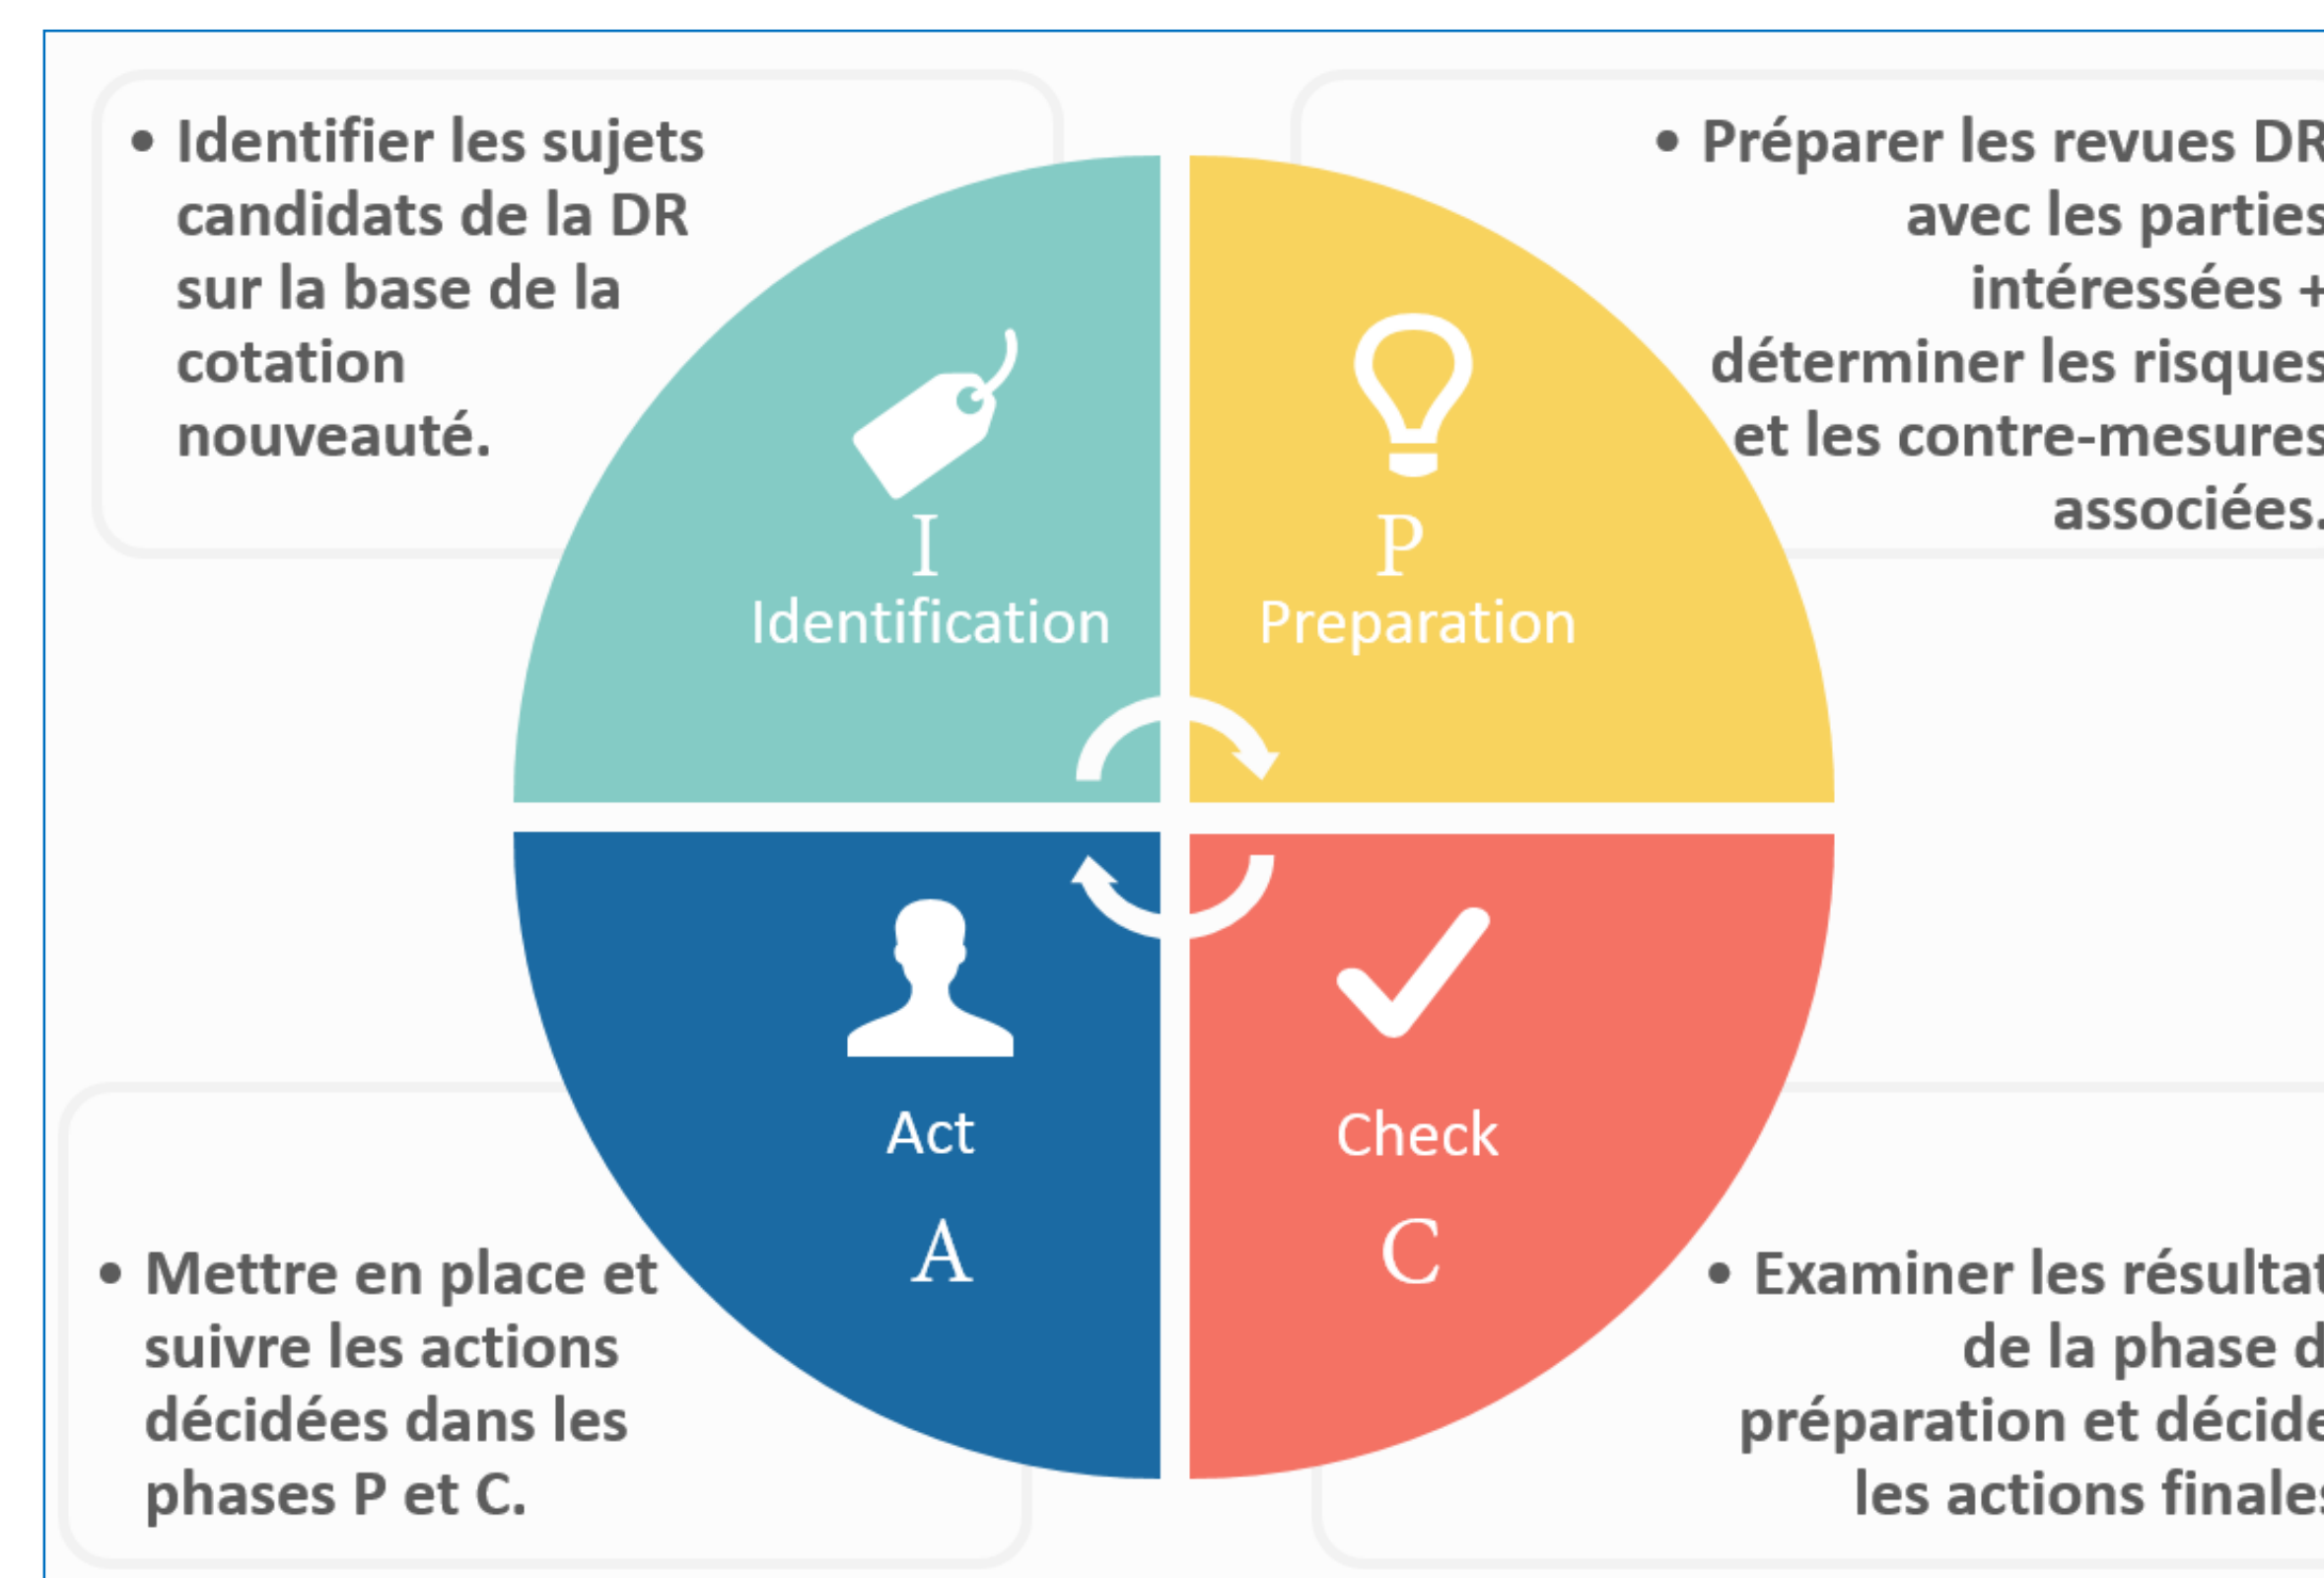 • Identifier les sujets
candidats de la DR
sur la base de la
cotation
nouveauté.
• Préparer les revues DR
avec les parties
intéressées +
déterminer les risques
et les contre-mesures
associées.
I
Identification
P
Preparation
Act
A
Check
C
• Mettre en place et
suivre les actions
décidées dans les
phases P et C.
• Examiner les résultat
de la phase d
préparation et décide
les actions finales